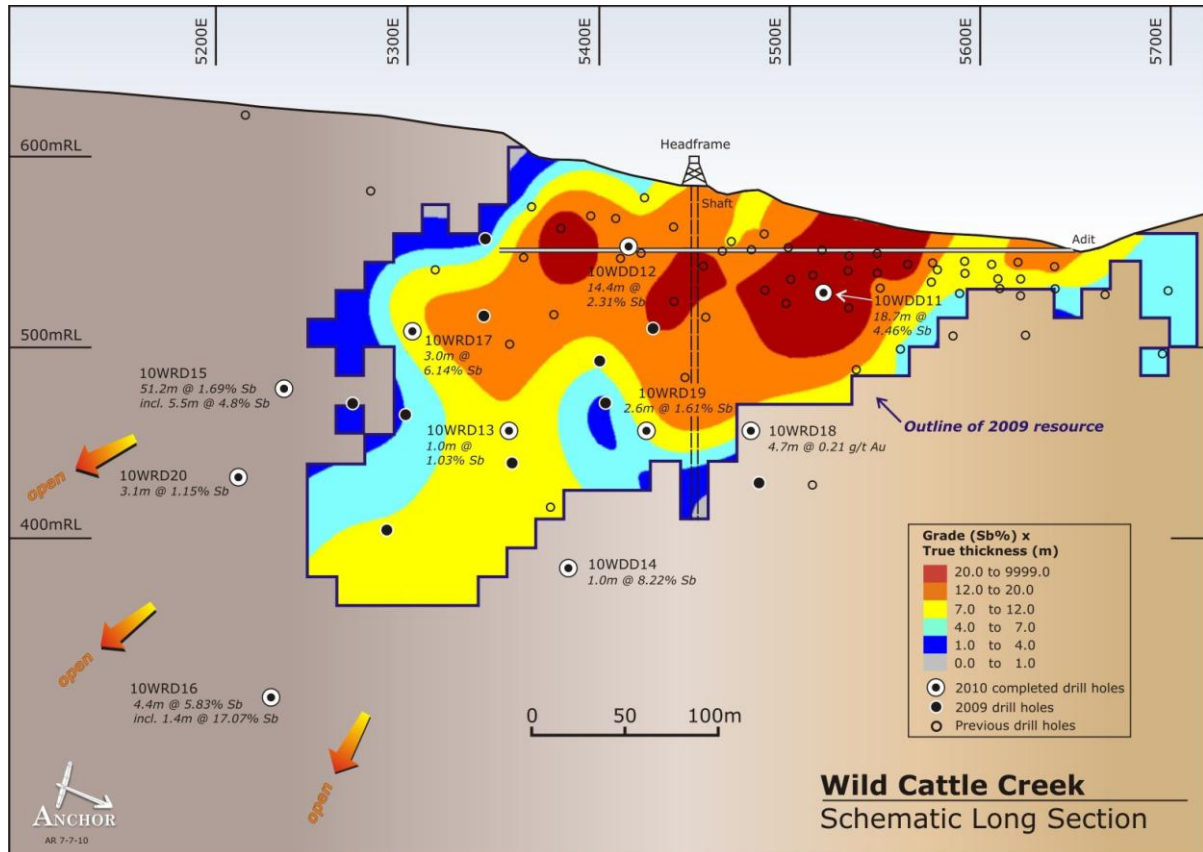 5200E
5300E
5400E
5500E
5600E
5700E
600mRL
Headframe
Shaft
Adit
10WDD12
14.4m @
2.31% Sb
10WDD11
18.7m @
4.46% Sb
500mRL
10WRD17
3.0m @
6.14% Sb
10WRD15
51.2m @ 1.69% Sb
incl. 5.5m @ 4.8% Sb
10WRD19
2.6m @ 1.61% Sb
10WRD13
1.0m @
1.03% Sb
10WRD18
4.7m @ 0.21 g/t Au
Outline of 2009 resource
open
10WRD20
3.1m @ 1.15% Sb
400mRL
10WDD14
1.0m @ 8.22% Sb
open
10WRD16
4.4m @ 5.83% Sb
incl. 1.4m @ 17.07% Sb
open
Grade (Sb%) x
True thickness (m)
20.0 to 9999.0
12.0 to 20.0
7.0 to 12.0
4.0 to 7.0
1.0 to 4.0
0.0 to 1.0
2010 completed drill holes
2009 drill holes
Previous drill holes
0 50 100m
Wild Cattle Creek
Schematic Long Section
ANCHOR
AR 7-7-10